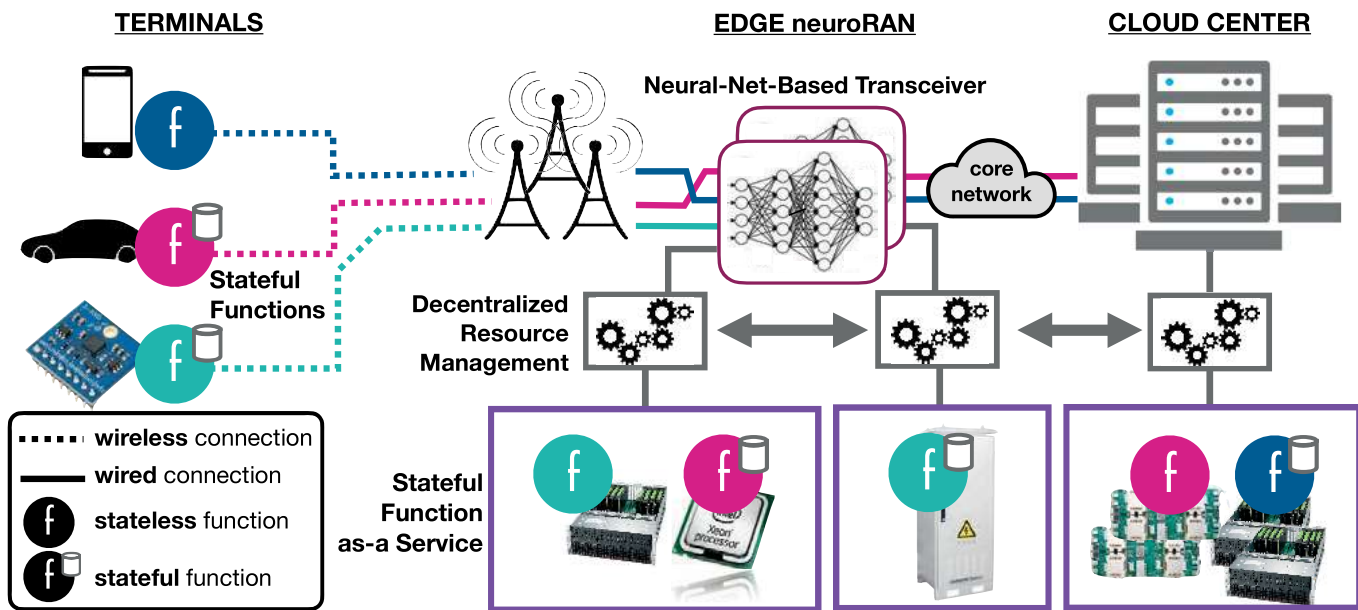 TERMINALS
EDGE neuroRAN
CLOUD CENTER
Neural-Net-Based Transceiver
f
core
network
f
Stateful
Functions
f
Decentralized
Resource
Management
wireless connection
wired connection
f stateless function
f stateful function
Stateful
Function
as-a Service
f
f
f
f
f
intel
Xeon
processor